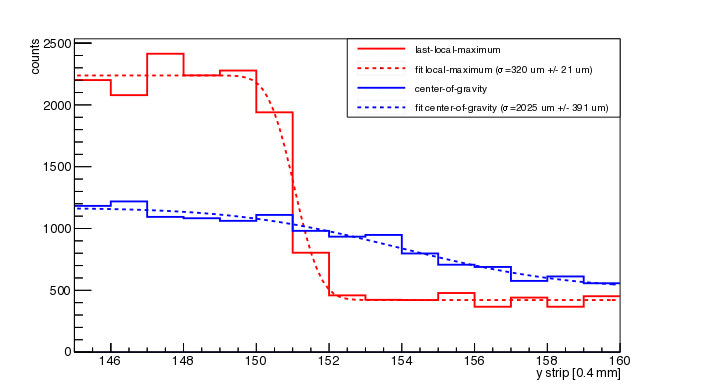 counts
2500
2000
1500
1000
500
0
last-local-maximum
fit local-maximum (σ=320 um +/- 21 um)
center-of-gravity
fit center-of-gravity (σ=2025 um +/- 391 um)
146 148 150 152 154 156 158 160
y strip [0.4 mm]